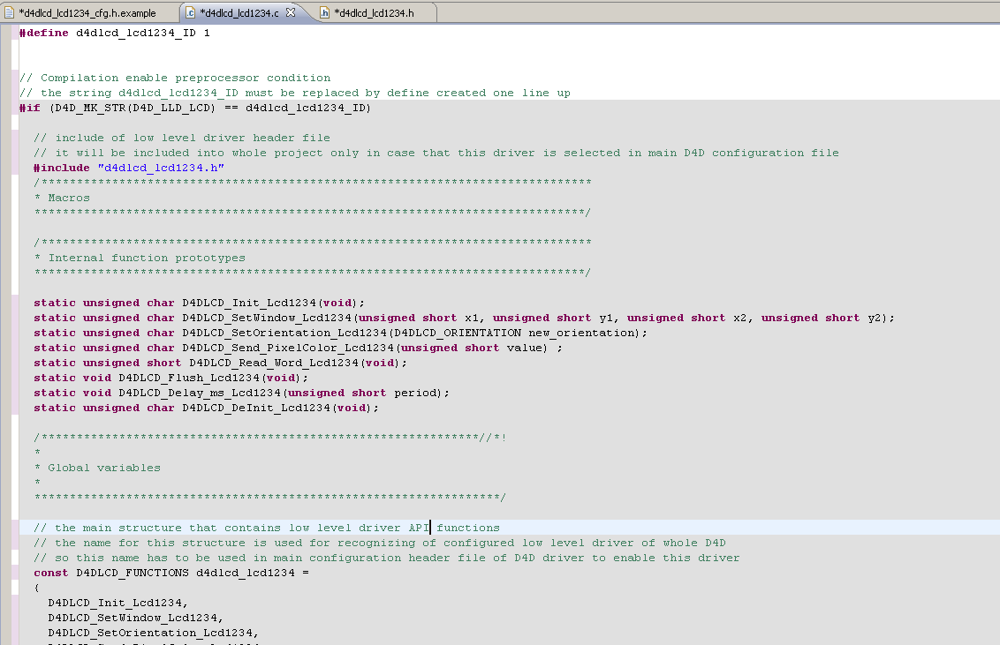 *d4dlcd_lcd1234_cfg.h.example *d4dlcd_lcd1234.c *d4dlcd_lcd1234.h
#define d4dlcd_lcd1234_ID 1
// Compilation enable preprocessor condition
// the string d4dlcd_lcd1234_ID must be replaced by define created one line up
#if (D4D_MK_STR(D4D_LLD_LCD) == d4dlcd_lcd1234_ID)
// include of low level driver header file
// it will be included into whole project only in case that this driver is selected in main D4D configuration file
#include "d4dlcd_lcd1234.h"
/******************************************************************************
* Macros
******************************************************************************/
/******************************************************************************
* Internal function prototypes
******************************************************************************/
static unsigned char D4DLCD_Init_Lcd1234(void);
static unsigned char D4DLCD_SetWindow_Lcd1234(unsigned short x1, unsigned short y1, unsigned short x2, unsigned short y2);
static unsigned char D4DLCD_SetOrientation_Lcd1234(D4DLCD_ORIENTATION new_orientation);
static unsigned char D4DLCD_Send_PixelColor_Lcd1234(unsigned short value) ;
static unsigned short D4DLCD_Read_Word_Lcd1234(void);
static void D4DLCD_Flush_Lcd1234(void);
static void D4DLCD_Delay_ms_Lcd1234(unsigned short period);
static unsigned char D4DLCD_DeInit_Lcd1234(void);
/**************************************************************//*!
*
* Global variables
*
******************************************************************/
// the main structure that contains low level driver API functions
// the name for this structure is used for recognizing of configured low level driver of whole D4D
// so this name has to be used in main configuration header file of D4D driver to enable this driver
const D4DLCD_FUNCTIONS d4dlcd_lcd1234 =
{
D4DLCD_Init_Lcd1234,
D4DLCD_SetWindow_Lcd1234,
D4DLCD_SetOrientation_Lcd1234,